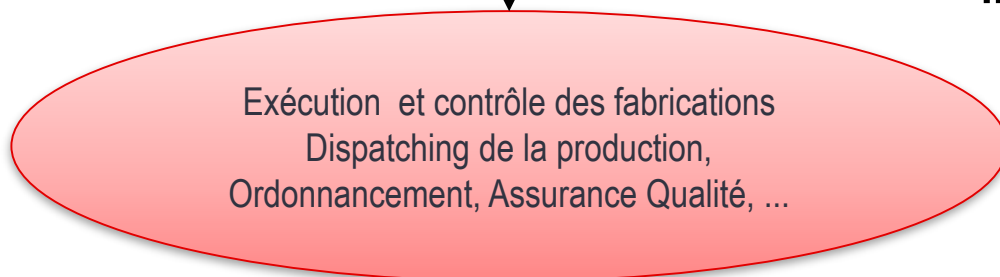 Exécution  et contrôle des fabrications
Dispatching de la production,
Ordonnancement, Assurance Qualité, ...